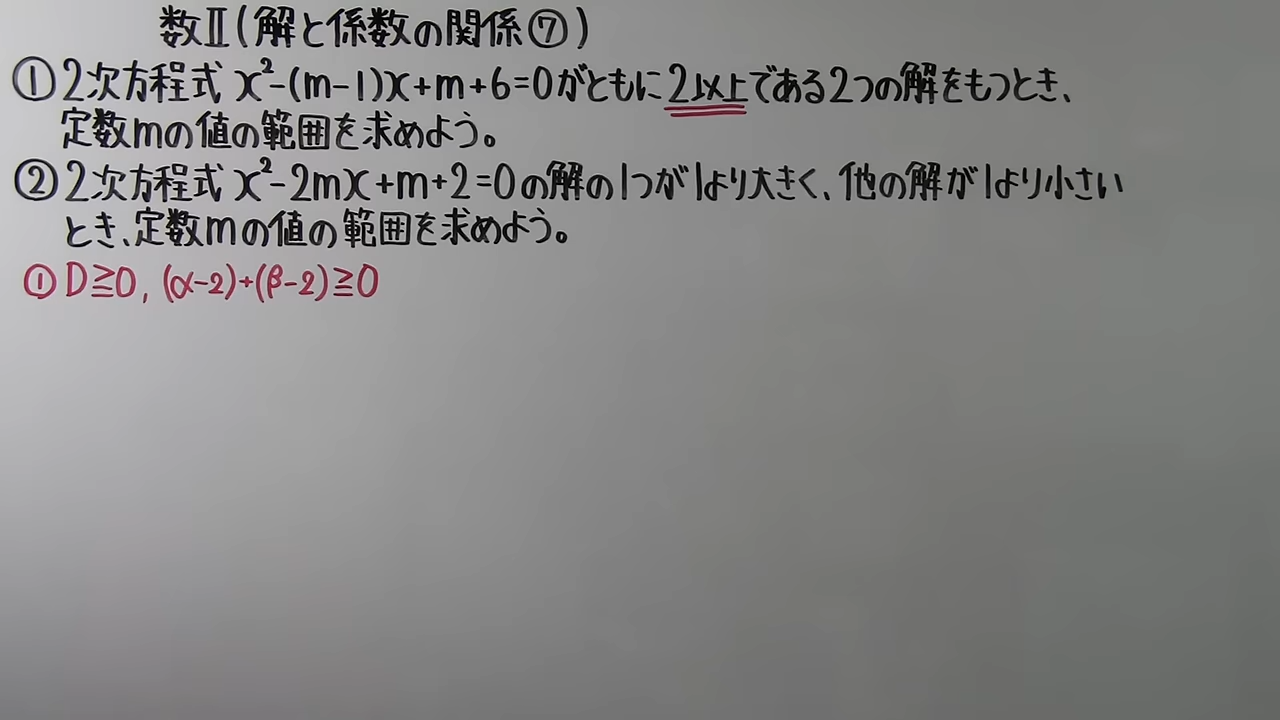 数Ⅱ(解と係数の関係⑦)
①2次方程式 x²-(m-1)x+m+6=0がともに2以上である2つの解をもつとき、
定数mの値の範囲を求めよう。
②2次方程式 x²-2mx+m+2=0の解の1つが1より大きく、他の解が1より小さい
とき、定数mの値の範囲を求めよう。
① D≧0, (α-2)+(β-2)≧0